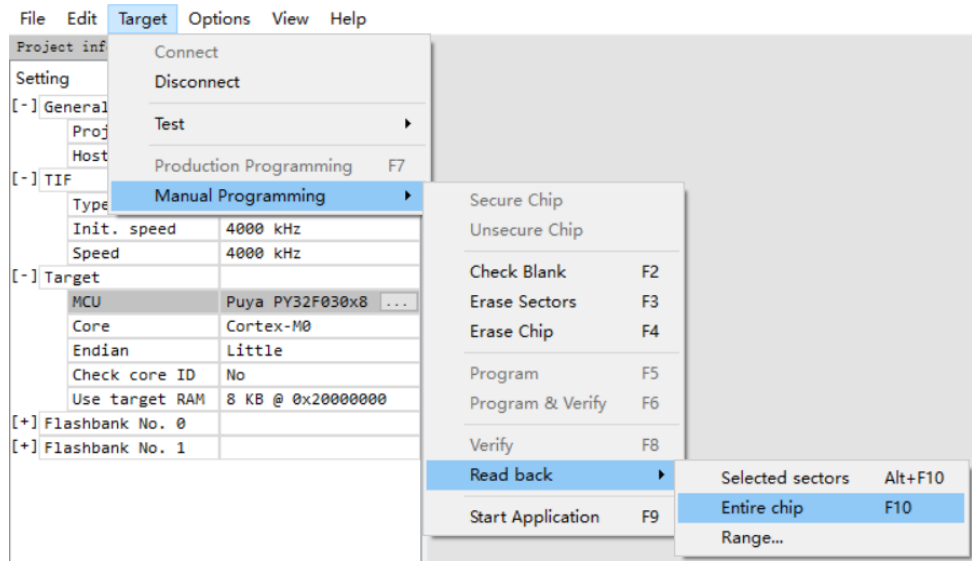 File Edit Target Options View Help
Project inf
Setting
[-] General
Proj
Host
[-] TIF
Type
Init. speed 4000 kHz
Speed 4000 kHz
[-] Target
MCU Puya PY32F030x8 ...
Core Cortex-M0
Endian Little
Check core ID No
Use target RAM 8 KB @ 0x20000000
[+] Flashbank No. 0
[+] Flashbank No. 1
Connect
Disconnect
Test
Production Programming F7
Manual Programming
Secure Chip
Unsecure Chip
Check Blank F2
Erase Sectors F3
Erase Chip F4
Program F5
Program & Verify F6
Verify F8
Read back
Start Application F9
Selected sectors Alt+F10
Entire chip F10
Range...